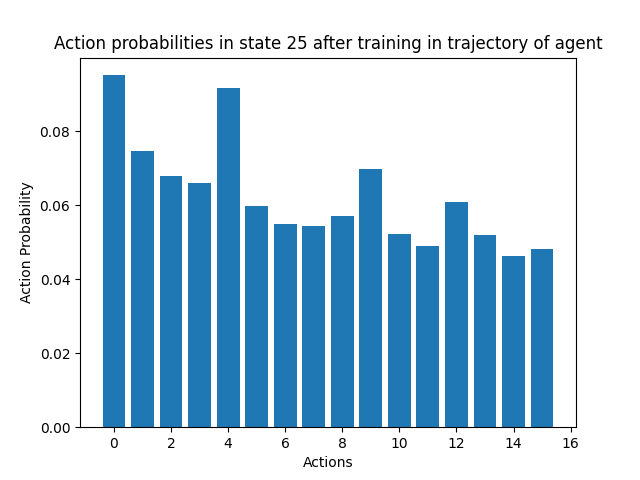 Action probabilities in state 25 after training in trajectory of agent
Action Probability
0.08
0.06
0.04
0.02
0.00
0 2 4 6 8 10 12 14 16
Actions